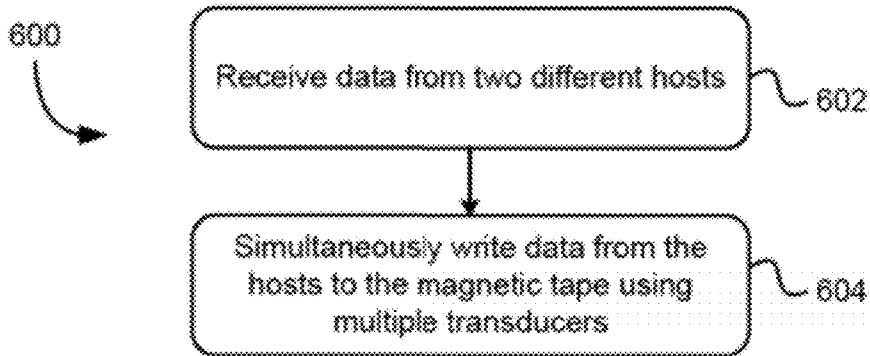 600
Receive data from two different hosts
602
Simultaneously write data from the
hosts to the magnetic tape using
multiple transducers
604